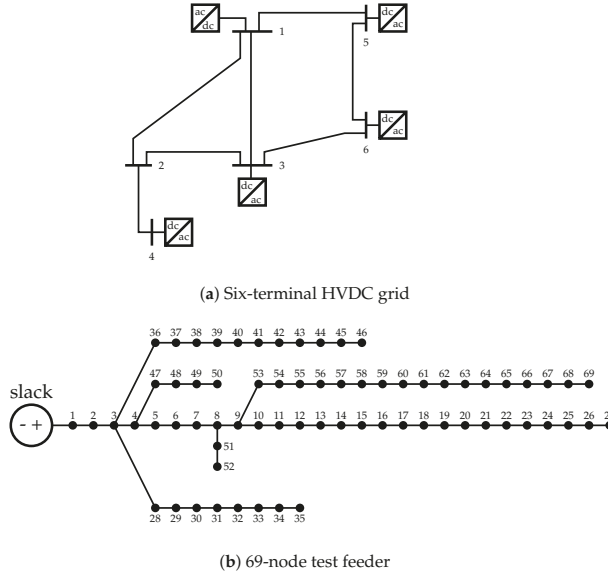 ac
dc
1
dc
ac
5
dc
ac
6
2
3
dc
ac
dc
ac
4
(a) Six-terminal HVDC grid
36 37 38 39 40 41 42 43 44 45 46
47 48 49 50 53 54 55 56 57 58 59 60 61 62 63 64 65 66 67 68 69
slack
- +
1 2 3 4 5 6 7 8 9 10 11 12 13 14 15 16 17 18 19 20 21 22 23 24 25 26
51
52
28 29 30 31 32 33 34 35
(b) 69-node test feeder